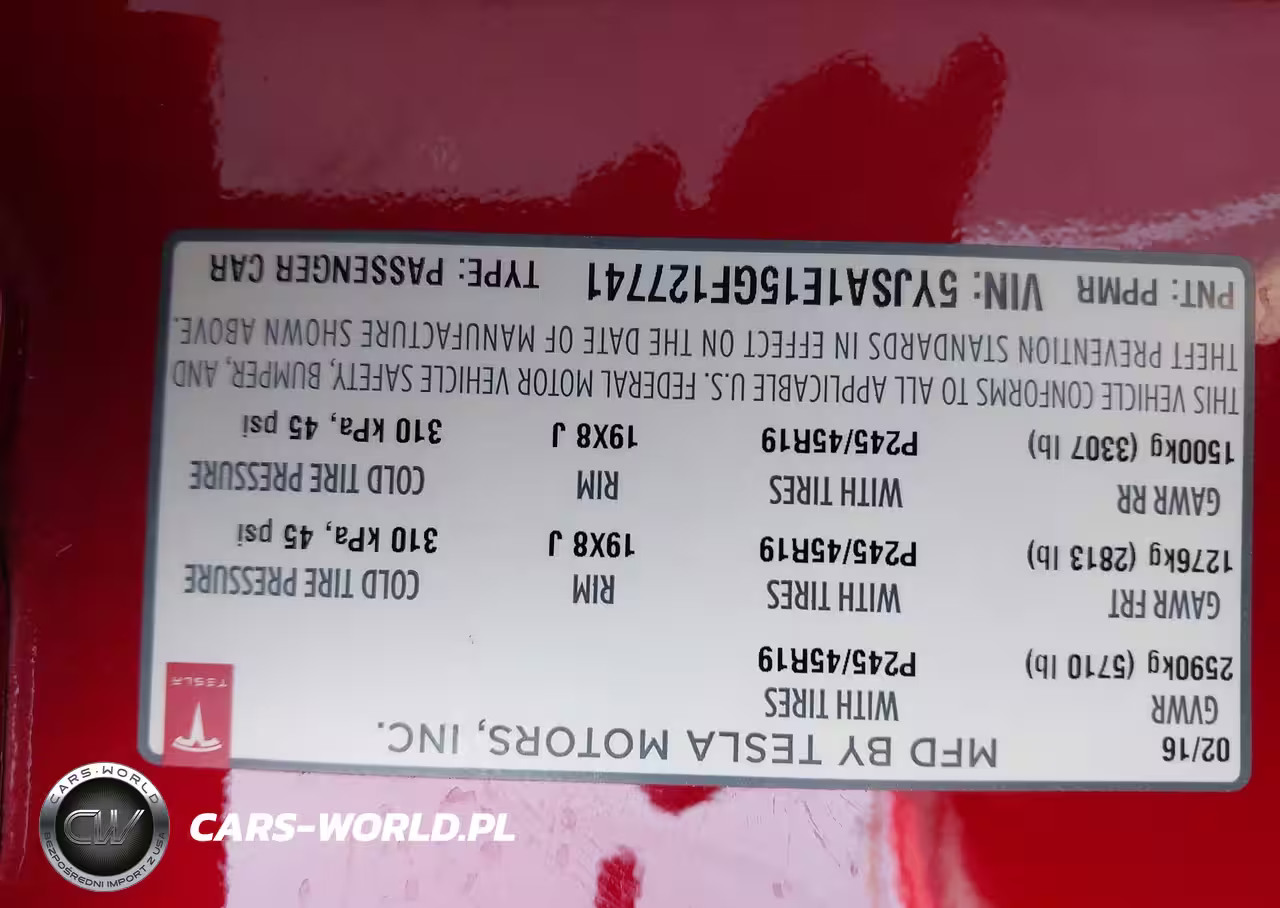 02/16 MFD BY TESLA MOTORS, INC.
GVWR WITH TIRES
2590kg (5710 lb) P245/45R19
TESLA
GAWR FRT WITH TIRES RIM COLD TIRE PRESSURE
1276kg (2813 lb) P245/45R19 19X8 J 310 kPa, 45 psi
GAWR RR WITH TIRES RIM COLD TIRE PRESSURE
1500kg (3307 lb) P245/45R19 19X8 J 310 kPa, 45 psi
THIS VEHICLE CONFORMS TO ALL APPLICABLE U.S. FEDERAL MOTOR VEHICLE SAFETY, BUMPER, AND
THEFT PREVENTION STANDARDS IN EFFECT ON THE DATE OF MANUFACTURE SHOWN ABOVE.
PNT: PPMR VIN: 5YJSA1E15GF127741 TYPE: PASSENGER CAR
CARS-WORLD
CW
BEZPOŚREDNI IMPORT Z USA
CARS-WORLD.PL